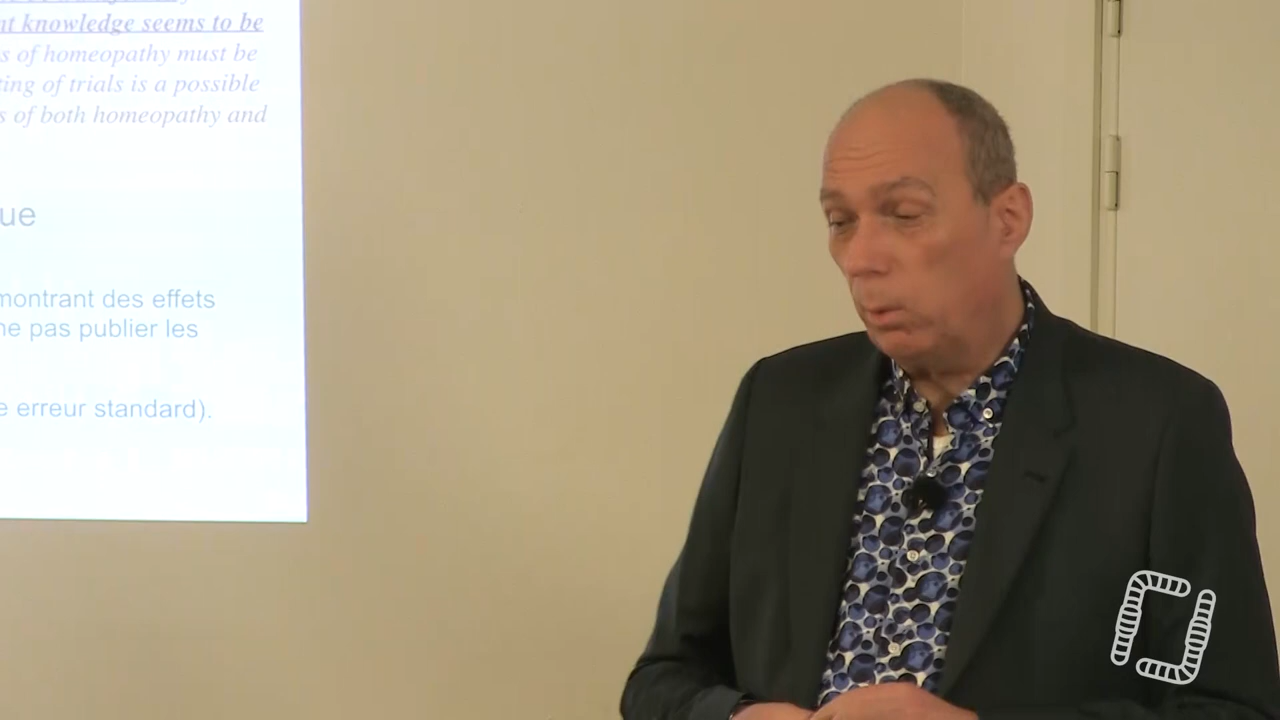 nt knowledge seems to be
s of homeopathy must be
ting of trials is a possible
s of both homeopathy and
ue
montrant des effets
ne pas publier les
e erreur standard).